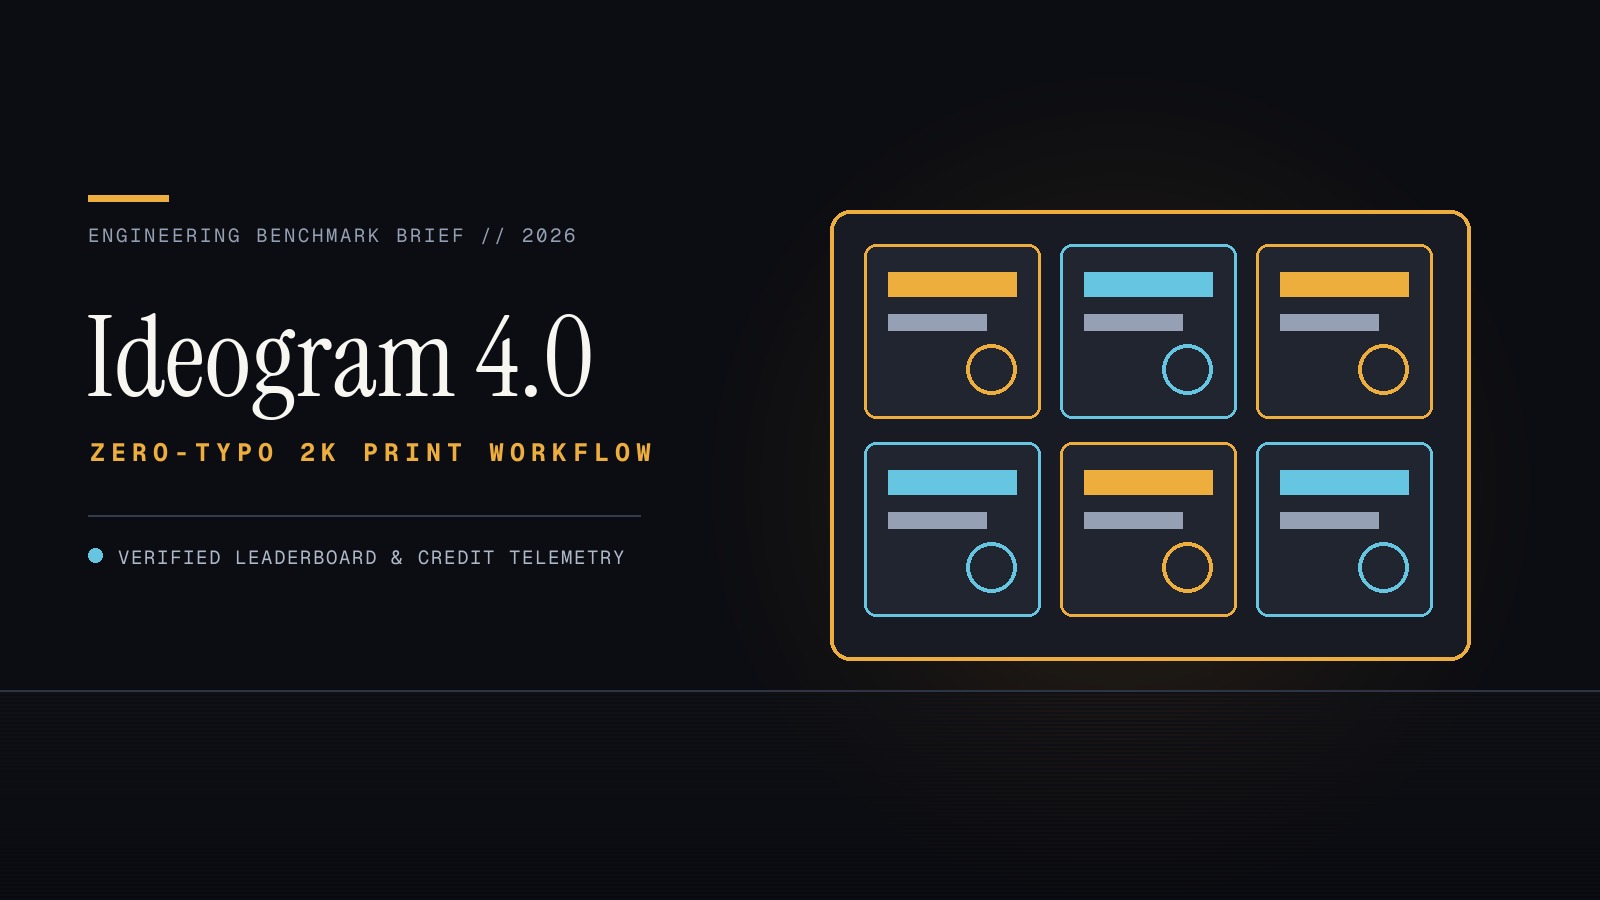 ENGINEERING BENCHMARK BRIEF // 2026
Ideogram 4.0
ZERO-TYPO 2K PRINT WORKFLOW
VERIFIED LEADERBOARD & CREDIT TELEMETRY